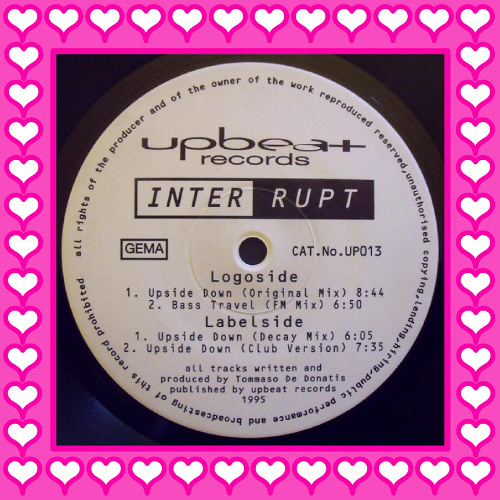 all rights of the producer and of the owner of the work reproduced,unauthorised copying,lending,hiring,public performance and broadcasting of this record prohibited
upbeat
records
INTER RUPT
GEMA
CAT.No.UP013
Logoside
1. Upside Down (Original Mix) 8:44
2. Bass Travel (FM Mix) 6:50
Labelside
1. Upside Down (Decay Mix) 6:05
2. Upside Down (Club Version) 7:35
all tracks written and
produced by Tommaso De Donatis
published by upbeat records
1995